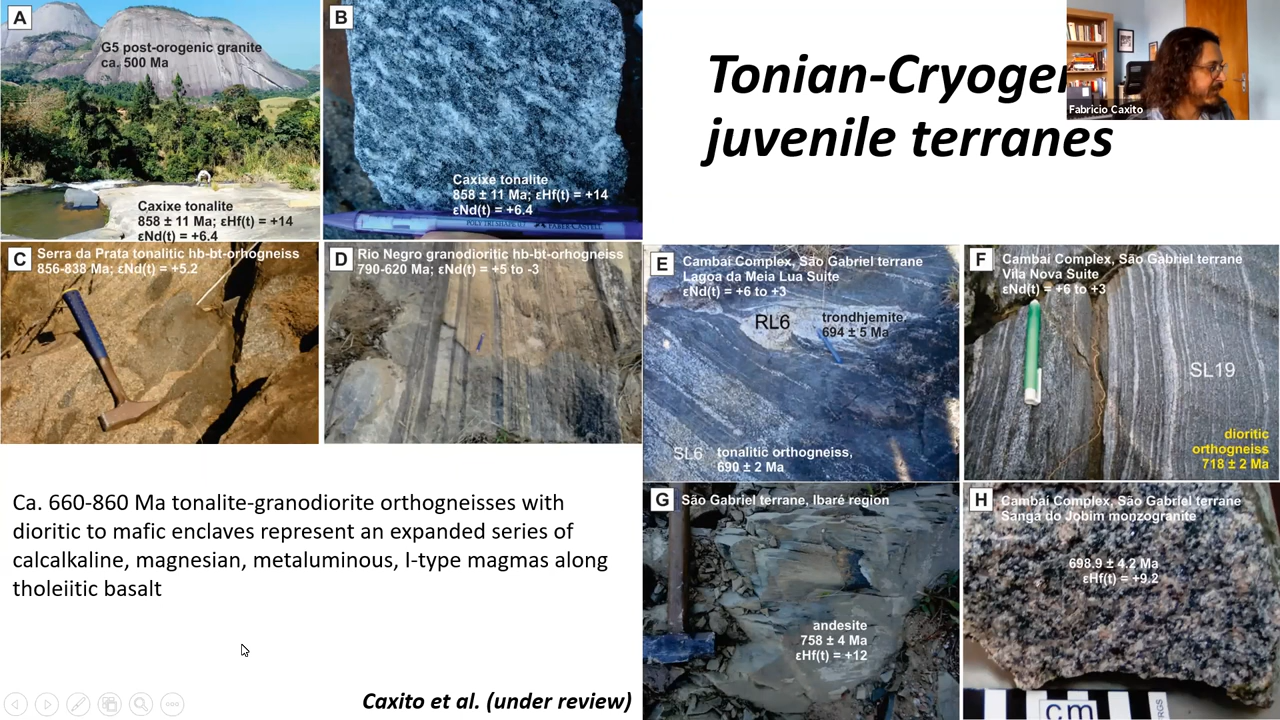 A
G5 post-orogenic granite
ca. 500 Ma
Caxixe tonalite
858 ± 11 Ma; εHf(t) = +14
εNd(t) = +6.4
B
Caxixe tonalite
858 ± 11 Ma; εHf(t) = +14
εNd(t) = +6.4
FABER-CASTELL
Tonian-Cryogen
juvenile terranes
Fabricio Caxito
C
Serra da Prata tonalitic hb-bt-orhogneiss
856-838 Ma; εNd(t) = +5.2
D
Rio Negro granodioritic hb-bt-orhogneiss
790-620 Ma; εNd(t) = +5 to -3
E
Cambaí Complex, São Gabriel terrane
Lagoa da Meia Lua Suite
εNd(t) = +6 to +3
RL6
trondhjemite,
694 ± 5 Ma
SL6
tonalitic orthogneiss,
690 ± 2 Ma
F
Cambaí Complex, São Gabriel terrane
Vila Nova Suite
εNd(t) = +6 to +3
SL19
dioritic
orthogneiss
718 ± 2 Ma
G
São Gabriel terrane, Ibaré region
andesite
758 ± 4 Ma
εHf(t) = +12
H
Cambaí Complex, São Gabriel terrane
Sanga do Jobim monzogranite
698.9 ± 4.2 Ma
εHf(t) = +9.2
cm
Ca. 660-860 Ma tonalite-granodiorite orthogneisses with
dioritic to mafic enclaves represent an expanded series of
calcalkaline, magnesian, metaluminous, I-type magmas along
tholeiitic basalt
Caxito et al. (under review)